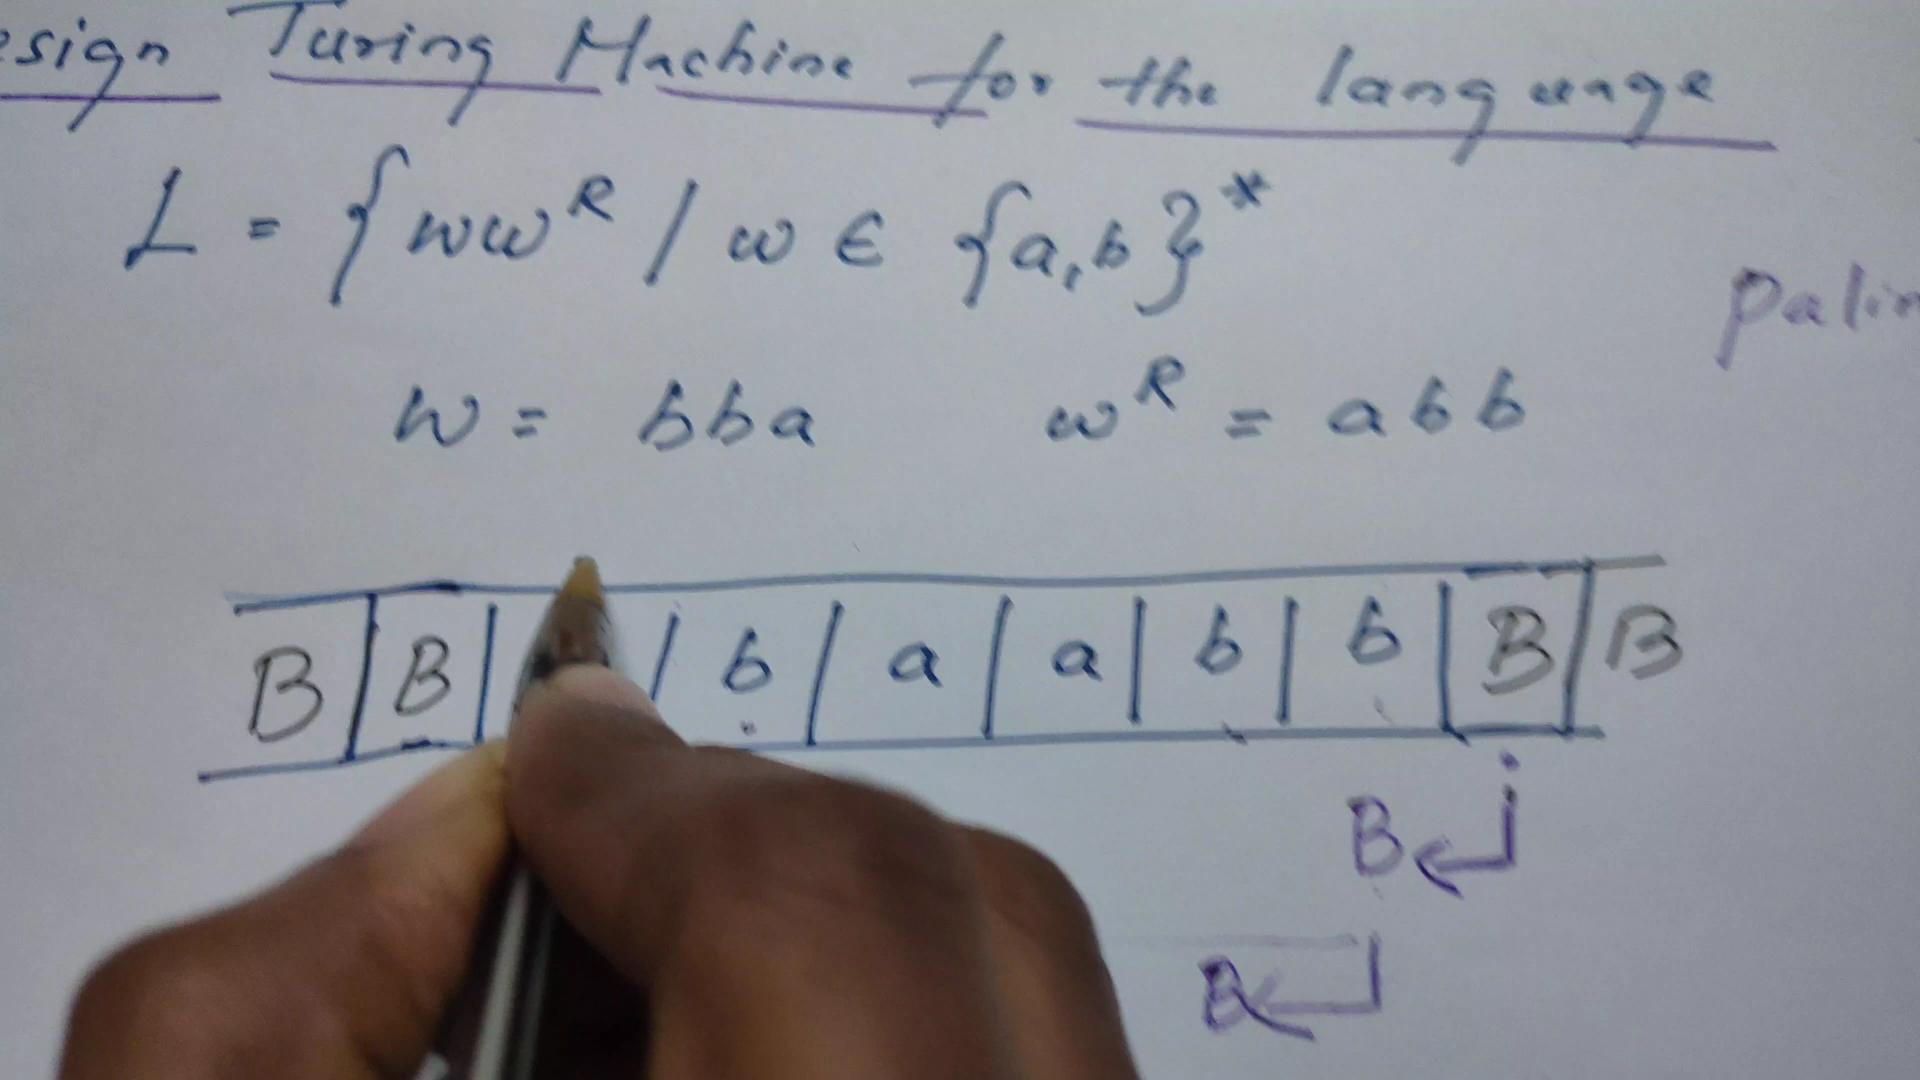 esign Turing Machine for the language
L = { ww^R / w ∈ {a,b}*
Palin
w = bba w^R = abb
B B b a a b b B B
B
B